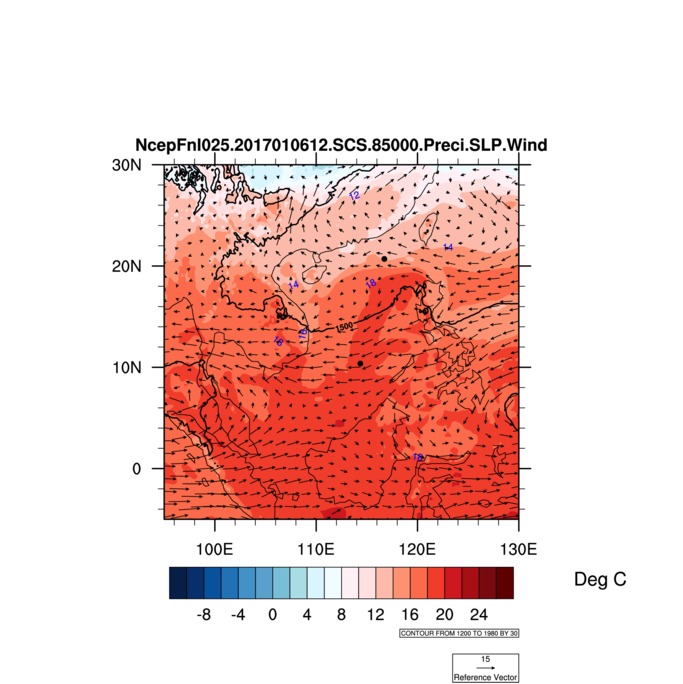 NcepFnl025.2017010612.SCS.85000.Preci.SLP.Wind
30N
20N
10N
0
12
14
14
18
16
1500
18
100E 110E 120E 130E
-8 -4 0 4 8 12 16 20 24
Deg C
CONTOUR FROM 1200 TO 1980 BY 30
15
Reference Vector